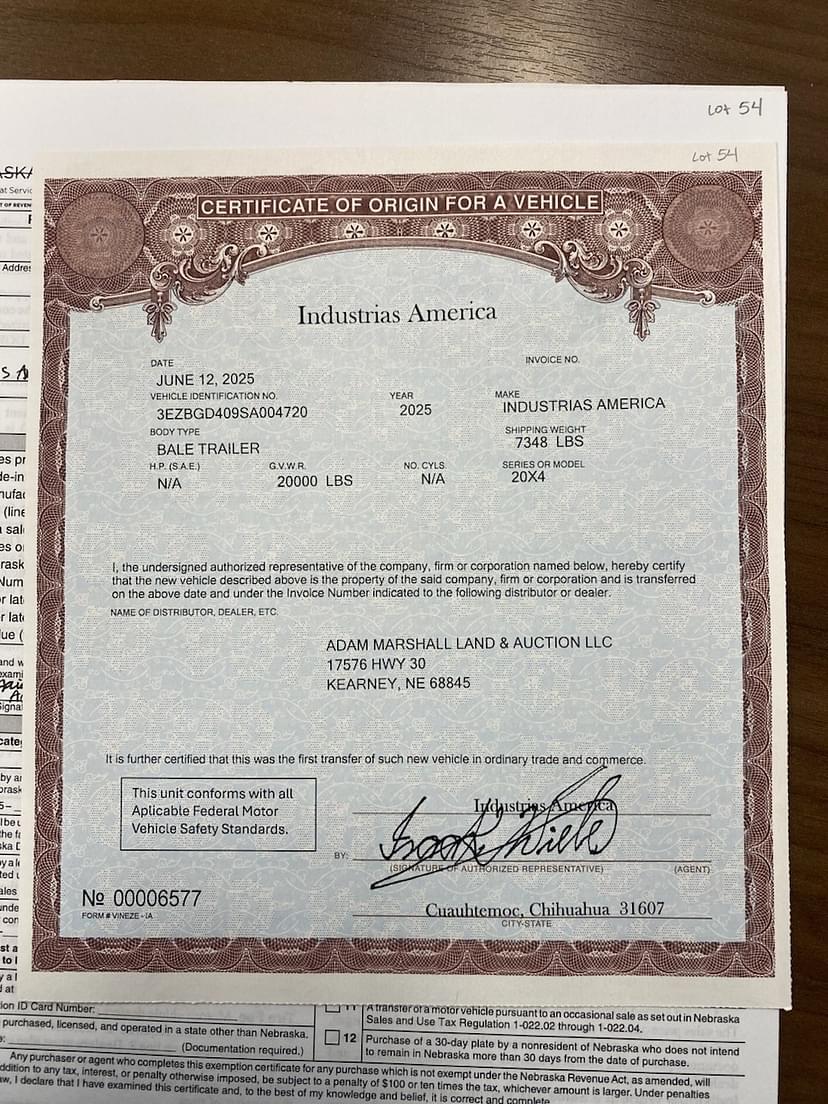 Lot 54
Lot 54
CERTIFICATE OF ORIGIN FOR A VEHICLE
Industrias America
DATE
INVOICE NO.
JUNE 12, 2025
VEHICLE IDENTIFICATION NO.
YEAR
MAKE
3EZBGD409SA004720
2025
INDUSTRIAS AMERICA
BODY TYPE
SHIPPING WEIGHT
BALE TRAILER
7348 LBS
H.P. (S.A.E.)
G.V.W.R.
NO. CYLS.
SERIES OR MODEL
N/A
20000 LBS
N/A
20X4
I, the undersigned authorized representative of the company, firm or corporation named below, hereby certify
that the new vehicle described above is the property of the said company, firm or corporation and is transferred
on the above date and under the Invoice Number indicated to the following distributor or dealer.
NAME OF DISTRIBUTOR, DEALER, ETC.
ADAM MARSHALL LAND & AUCTION LLC
17576 HWY 30
KEARNEY, NE 68845
It is further certified that this was the first transfer of such new vehicle in ordinary trade and commerce.
This unit conforms with all
Aplicable Federal Motor
Vehicle Safety Standards.
Industrias America
BY:
(SIGNATURE OF AUTHORIZED REPRESENTATIVE)
(AGENT)
№ 00006577
FORM # VINEZE - IA
Cuauhtemoc, Chihuahua 31607
CITY-STATE
ion ID Card Number:
11 A transfer of a motor vehicle pursuant to an occasional sale as set out in Nebraska
Sales and Use Tax Regulation 1-022.02 through 1-022.04.
purchased, licensed, and operated in a state other than Nebraska.
(Documentation required.)
12 Purchase of a 30-day plate by a nonresident of Nebraska who does not intend
to remain in Nebraska more than 30 days from the date of purchase.
Any purchaser or agent who completes this exemption certificate for any purchase which is not exempt under the Nebraska Revenue Act, as amended, will
addition to any tax, interest, or penalty otherwise imposed, be subject to a penalty of $100 or ten times the tax, whichever amount is larger. Under penalties
aw, I declare that I have examined this certificate and, to the best of my knowledge and belief, it is correct and complete.